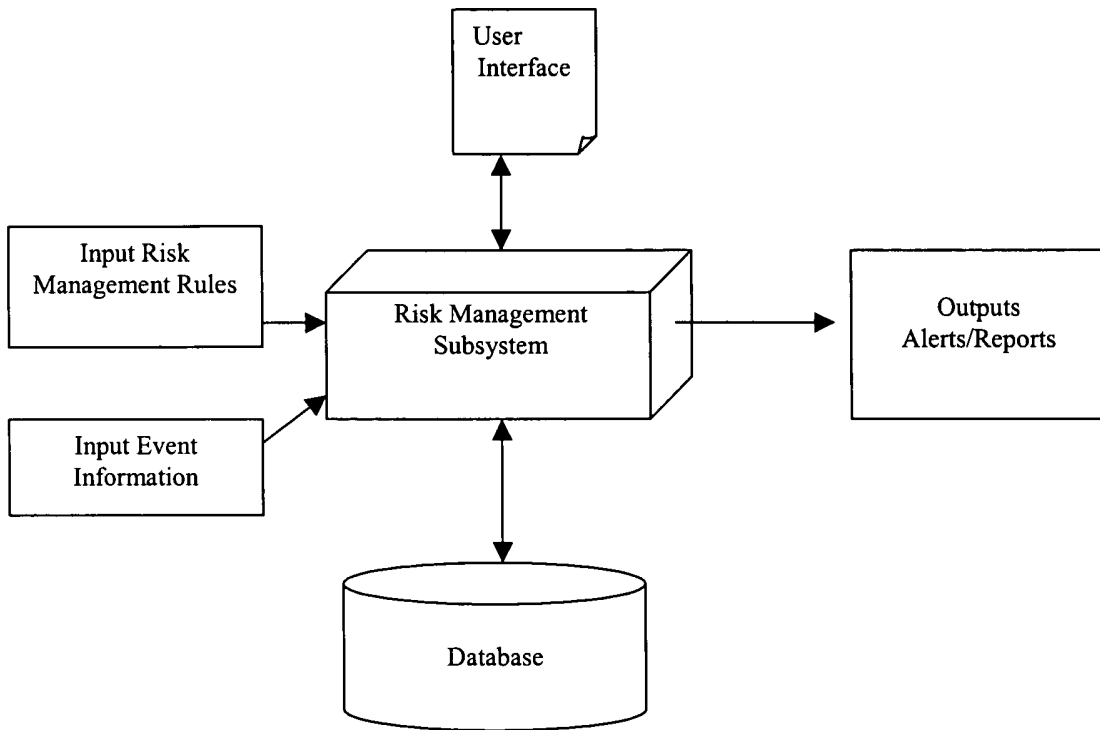 User
Interface
Input Risk
Management Rules
Risk Management
Subsystem
Outputs
Alerts/Reports
Input Event
Information
Database